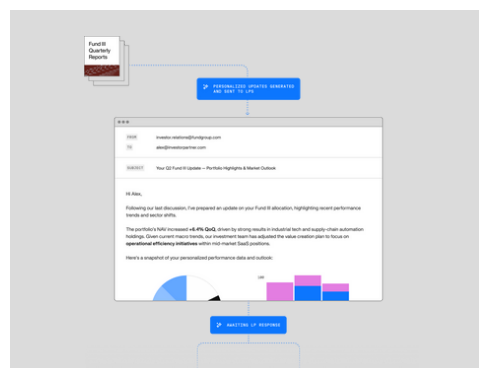 Fund III
Quarterly
Reports
PERSONALIZED UPDATES GENERATED
AND SENT TO LPS
FROM
investor.relations@fundgroup.com
TO
alex@investorpartner.com
SUBJECT
Your Q2 Fund III Update — Portfolio Highlights & Market Outlook
Hi Alex,
Following our last discussion, I've prepared an update on your Fund III allocation, highlighting recent performance
trends and sector shifts.
The portfolio's NAV increased +6.4% QoQ, driven by strong results in industrial tech and supply-chain automation
holdings. Given current macro trends, our investment team has adjusted the value creation plan to focus on
operational efficiency initiatives within mid-market SaaS positions.
Here's a snapshot of your personalized performance data and outlook:
AWAITING LP RESPONSE